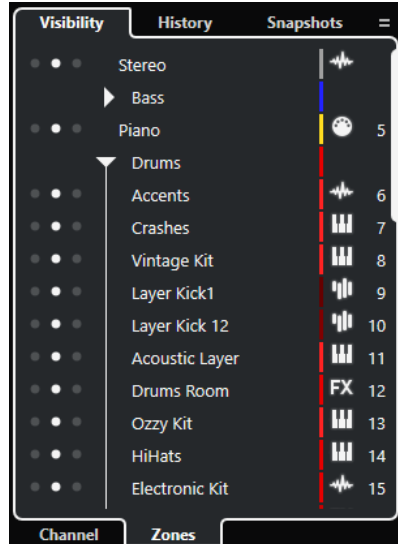 Visibility History Snapshots
Stereo
Bass
Piano 5
Drums
Accents 6
Crashes 7
Vintage Kit 8
Layer Kick1 9
Layer Kick 12 10
Acoustic Layer 11
Drums Room FX 12
Ozzy Kit 13
HiHats 14
Electronic Kit 15
Channel Zones